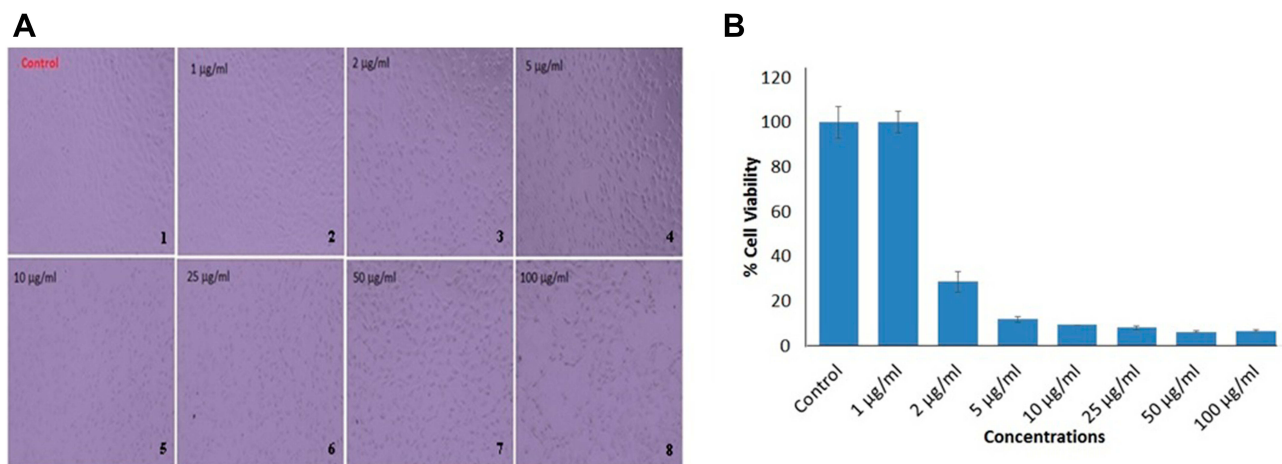 A
Control
1
1 µg/ml
2
2 µg/ml
3
5 µg/ml
4
10 µg/ml
5
25 µg/ml
6
50 µg/ml
7
100 µg/ml
8
B
% Cell Viability
120
100
80
60
40
20
0
Control
1 µg/ml
2 µg/ml
5 µg/ml
10 µg/ml
25 µg/ml
50 µg/ml
100 µg/ml
Concentrations